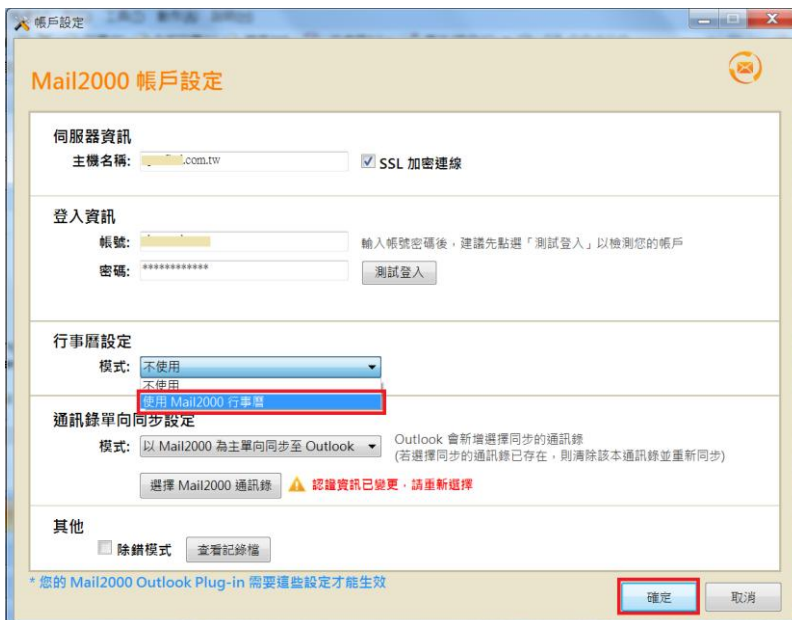 帳戶設定
Mail2000 帳戶設定
伺服器資訊
主機名稱: .com.tw
SSL 加密連線
登入資訊
帳號:
輸入帳號密碼後，建議先點選「測試登入」以檢測您的帳戶
密碼: ************
測試登入
行事曆設定
模式: 不使用
不使用
使用 Mail2000 行事曆
通訊錄單向同步設定
模式: 以 Mail2000 為主單向同步至 Outlook
Outlook 會新增選擇同步的通訊錄
(若選擇同步的通訊錄已存在，則清除該本通訊錄並重新同步)
選擇 Mail2000 通訊錄
認證資訊已變更，請重新選擇
其他
除錯模式
查看記錄檔
* 您的 Mail2000 Outlook Plug-in 需要這些設定才能生效
確定
取消